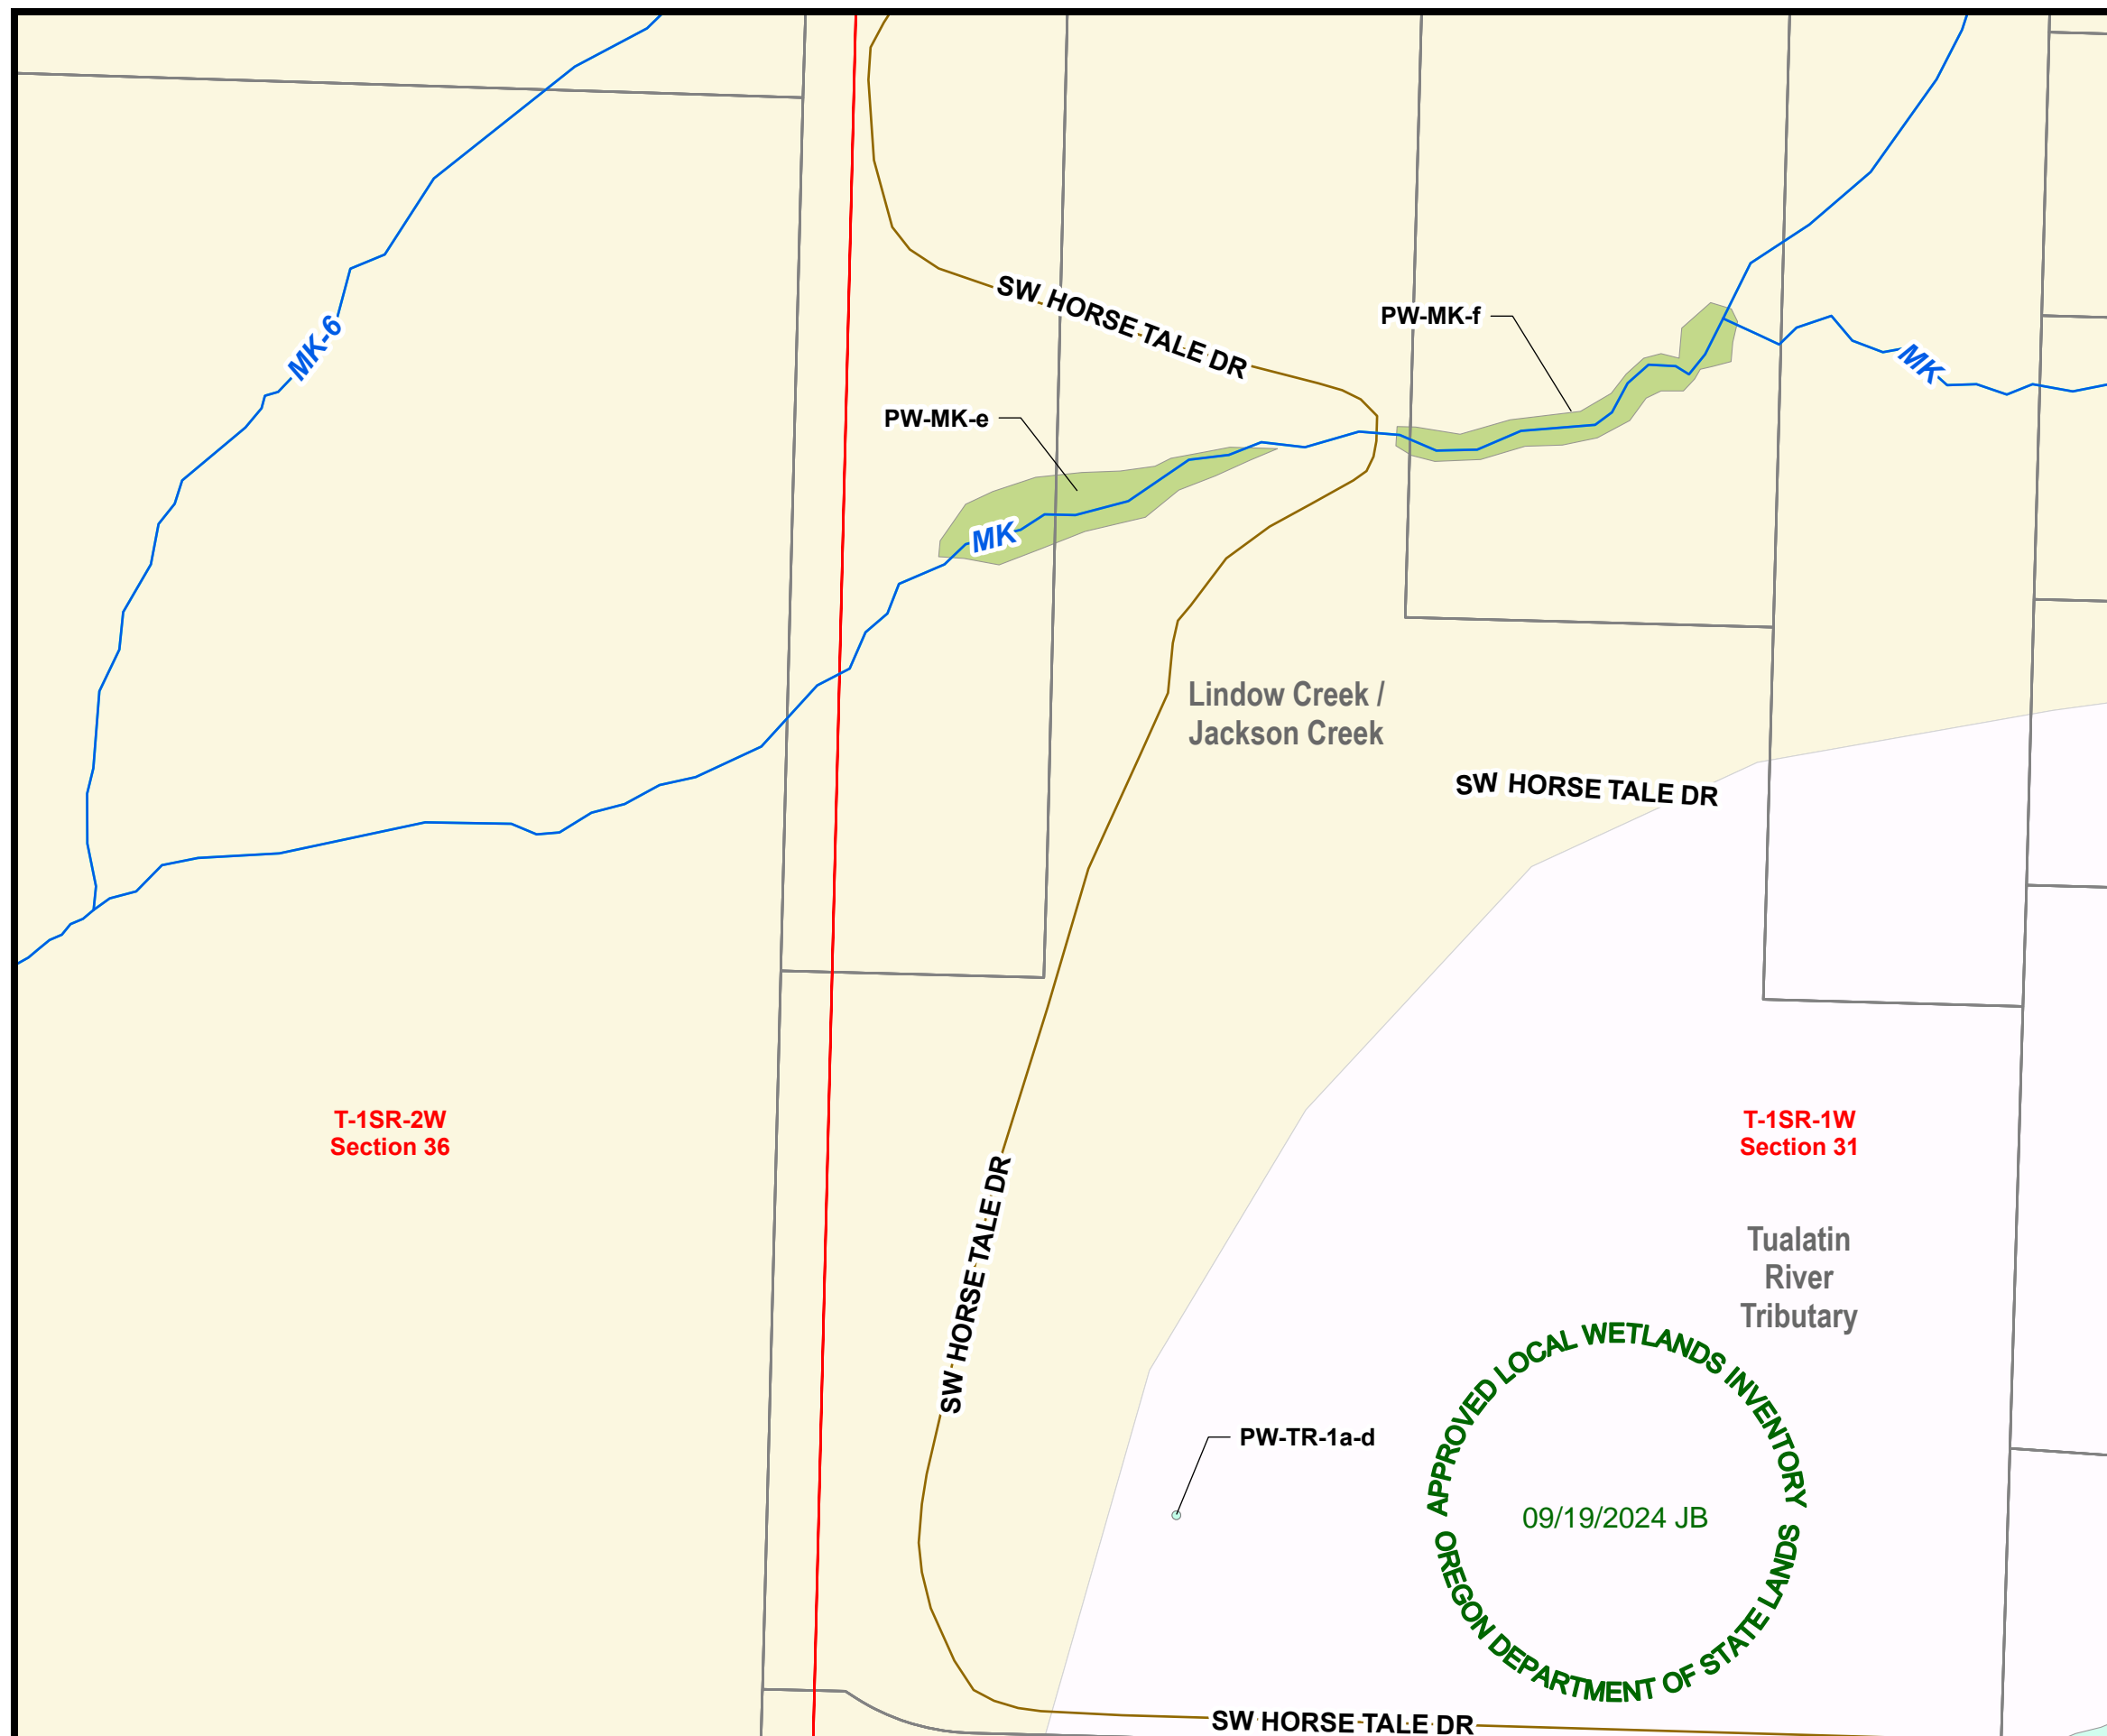 SW HORSE TALE DR
PW-MK-f
MK-6
MK
PW-MK-e
MK
Lindow Creek /
Jackson Creek
SW HORSE TALE DR
T-1SR-2W
Section 36
T-1SR-1W
Section 31
SW HORSE TALE DR
Tualatin
River
Tributary
PW-TR-1a-d
APPROVED LOCAL WETLANDS INVENTORY
09/19/2024 JB
OREGON DEPARTMENT OF STATE LANDS
SW HORSE TALE DR